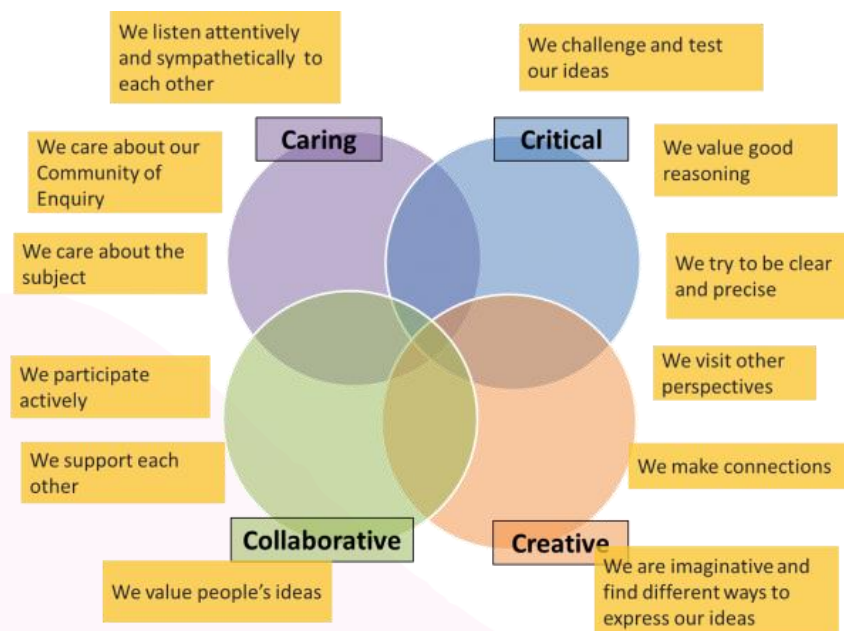 We listen attentively
and sympathetically to
each other
We challenge and test
our ideas
Caring
Critical
We care about our
Community of
Enquiry
We value good
reasoning
We care about the
subject
We try to be clear
and precise
We participate
actively
We visit other
perspectives
We support each
other
We make connections
Collaborative
Creative
We value people's ideas
We are imaginative and
find different ways to
express our ideas